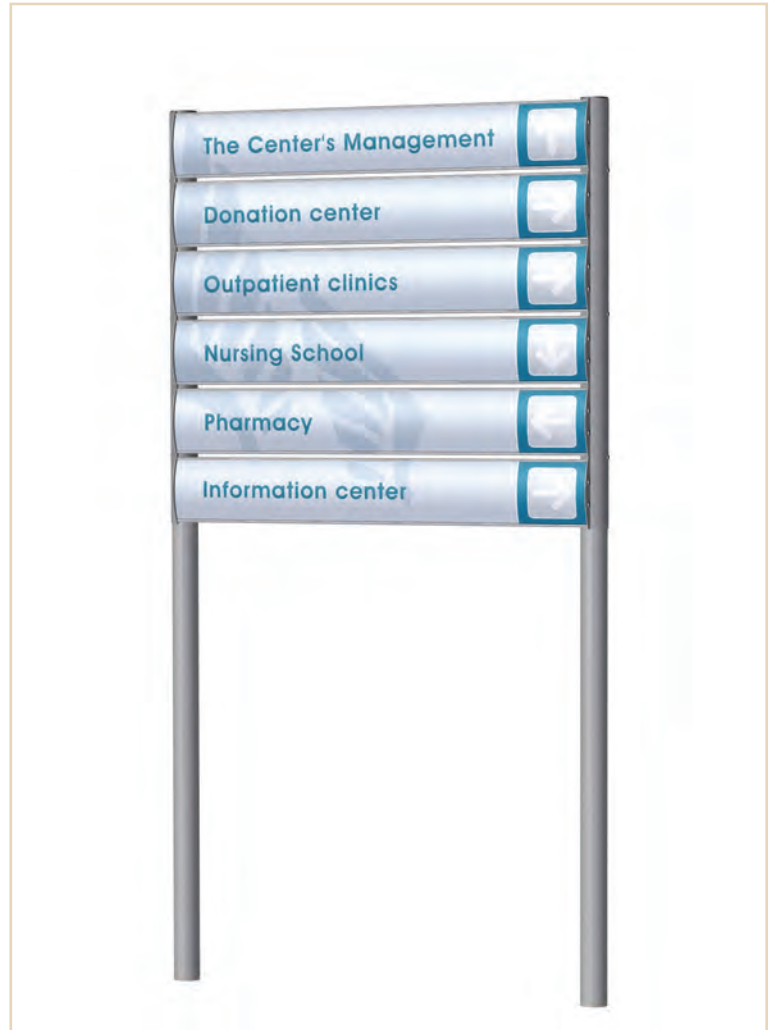 The Center's Management
Donation center
Outpatient clinics
Nursing School
Pharmacy
Information center